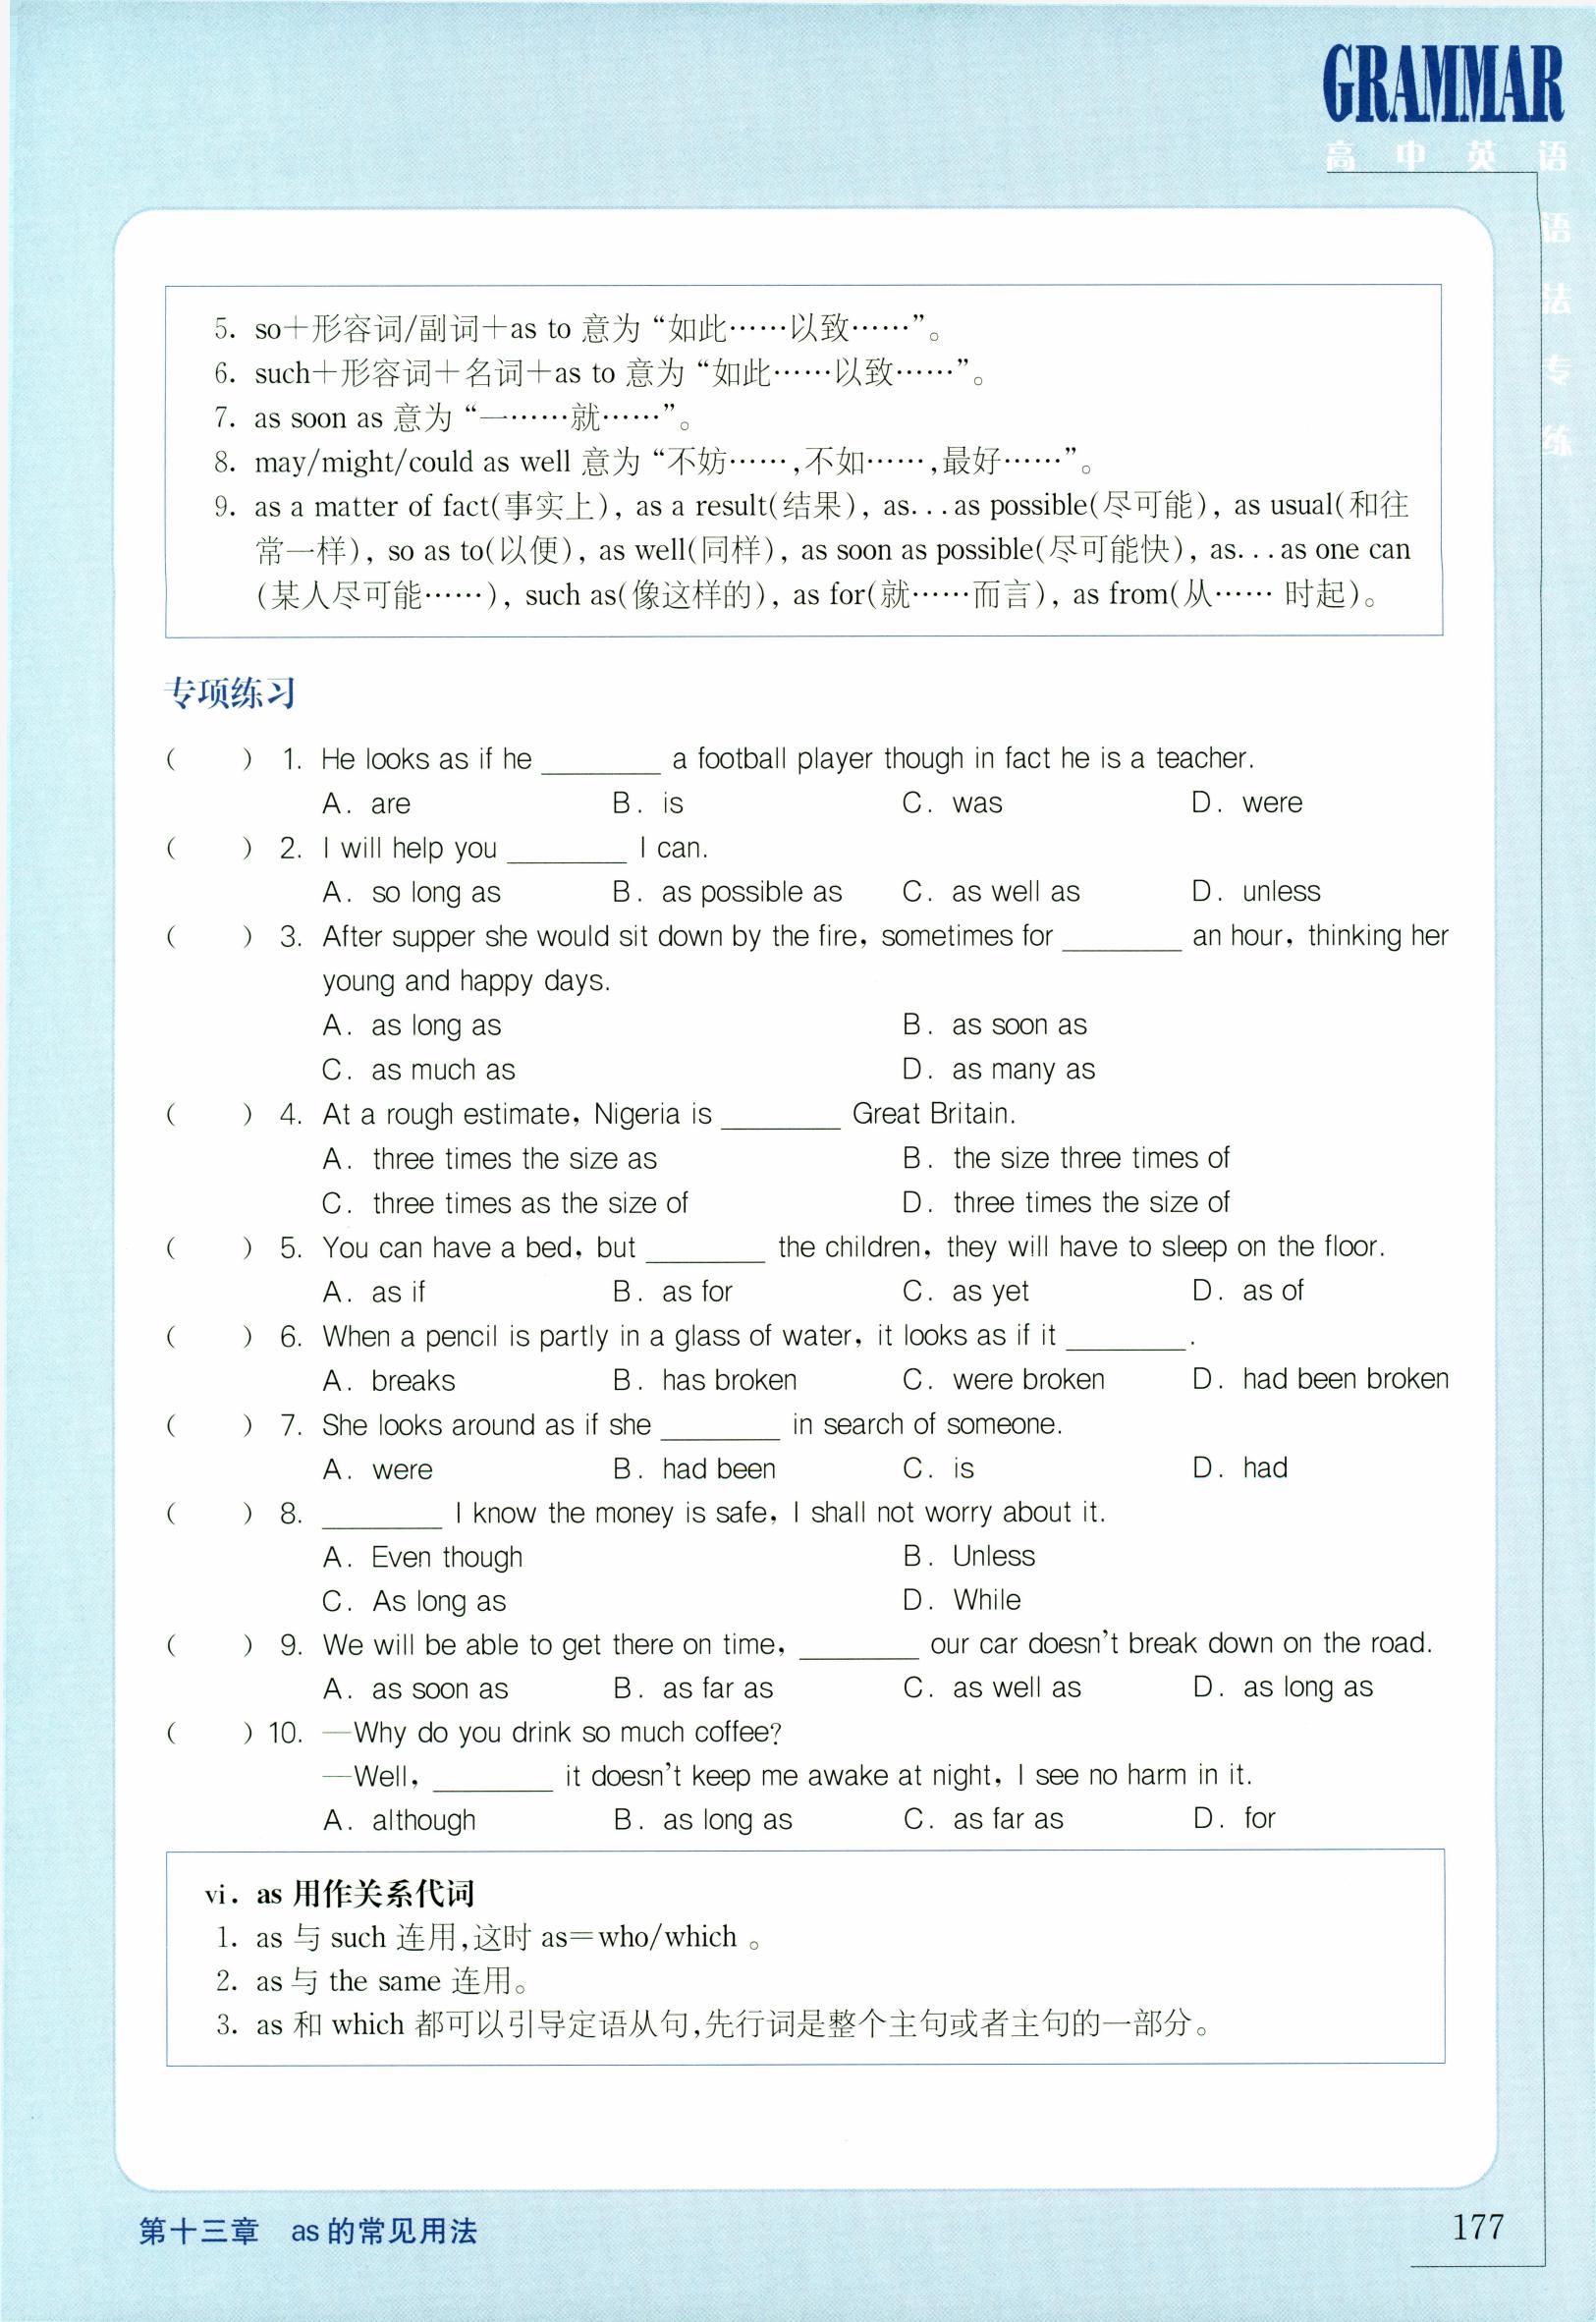 GRAMMAR
高中英语
语
法
专
练
5. so+形容词/副词+as to 意为“如此……以致……”。
6. such+形容词+名词+as to 意为“如此……以致……”。
7. as soon as 意为“一……就……”。
8. may/might/could as well 意为“不妨……,不如……,最好……”。
9. as a matter of fact(事实上), as a result(结果), as...as possible(尽可能), as usual(和往
常一样), so as to(以便), as well(同样), as soon as possible(尽可能快), as...as one can
(某人尽可能……), such as(像这样的), as for(就……而言), as from(从…… 时起)。
专项练习
( ) 1. He looks as if he ________ a football player though in fact he is a teacher.
A. are B. is C. was D. were
( ) 2. I will help you ________ I can.
A. so long as B. as possible as C. as well as D. unless
( ) 3. After supper she would sit down by the fire, sometimes for ________ an hour, thinking her
young and happy days.
A. as long as B. as soon as
C. as much as D. as many as
( ) 4. At a rough estimate, Nigeria is ________ Great Britain.
A. three times the size as B. the size three times of
C. three times as the size of D. three times the size of
( ) 5. You can have a bed, but ________ the children, they will have to sleep on the floor.
A. as if B. as for C. as yet D. as of
( ) 6. When a pencil is partly in a glass of water, it looks as if it ________.
A. breaks B. has broken C. were broken D. had been broken
( ) 7. She looks around as if she ________ in search of someone.
A. were B. had been C. is D. had
( ) 8. ________ I know the money is safe, I shall not worry about it.
A. Even though B. Unless
C. As long as D. While
( ) 9. We will be able to get there on time, ________ our car doesn't break down on the road.
A. as soon as B. as far as C. as well as D. as long as
( ) 10. —Why do you drink so much coffee?
—Well, ________ it doesn't keep me awake at night, I see no harm in it.
A. although B. as long as C. as far as D. for
vi. as 用作关系代词
1. as 与 such 连用,这时 as=who/which 。
2. as 与 the same 连用。
3. as 和 which 都可以引导定语从句,先行词是整个主句或者主句的一部分。
第十三章 as 的常见用法
177